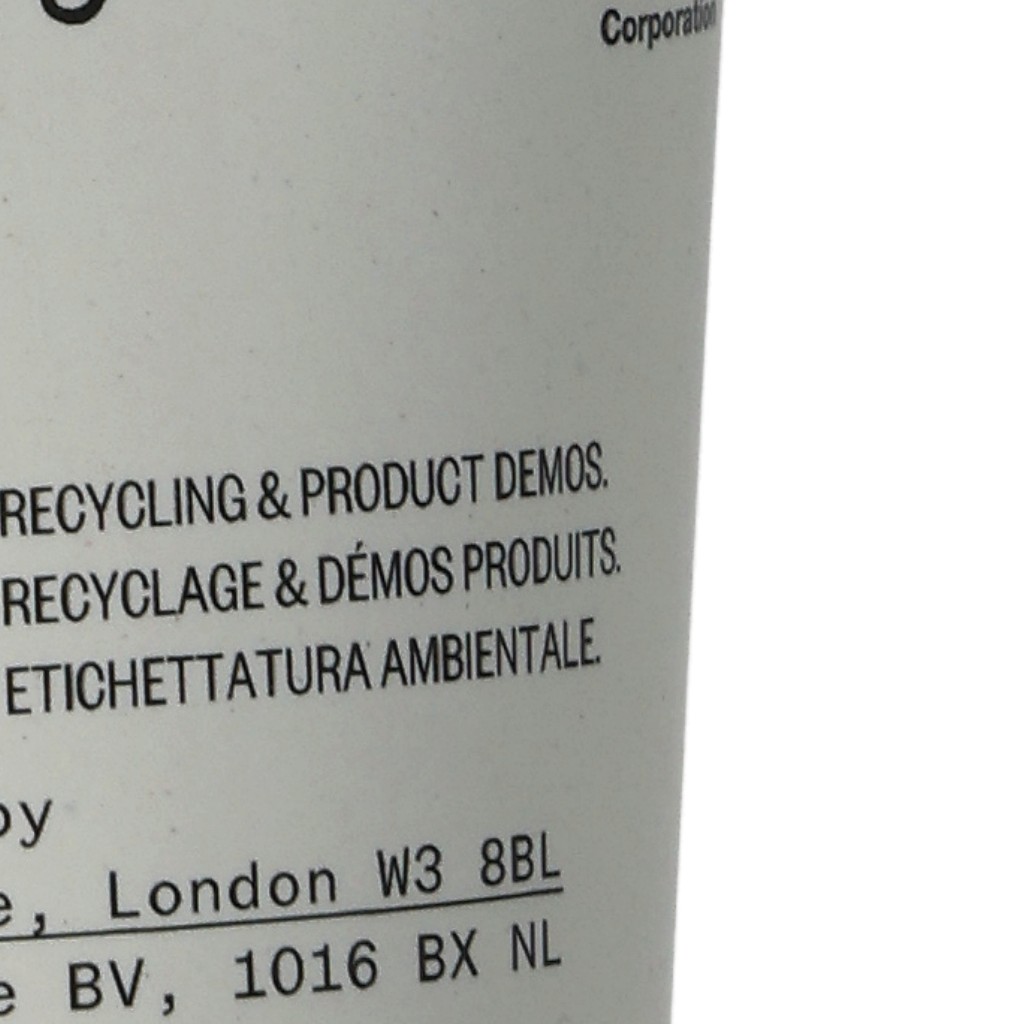 Corporation
RECYCLING & PRODUCT DEMOS.
RECYCLAGE & DÉMOS PRODUITS.
ETICHETTATURA AMBIENTALE.
by
e, London W3 8BL
e BV, 1016 BX NL